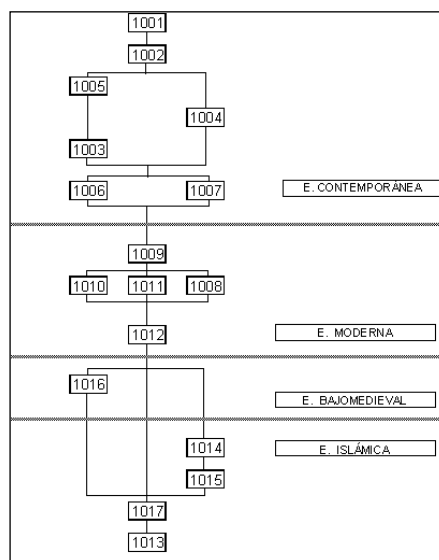 1001
1002
1005
1004
1003
1006 1007
E. CONTEMPORÁNEA
1009
1010 1011 1008
1012
E. MODERNA
1016
E. BAJOMEDIEVAL
1014
E. ISLÁMICA
1015
1017
1013